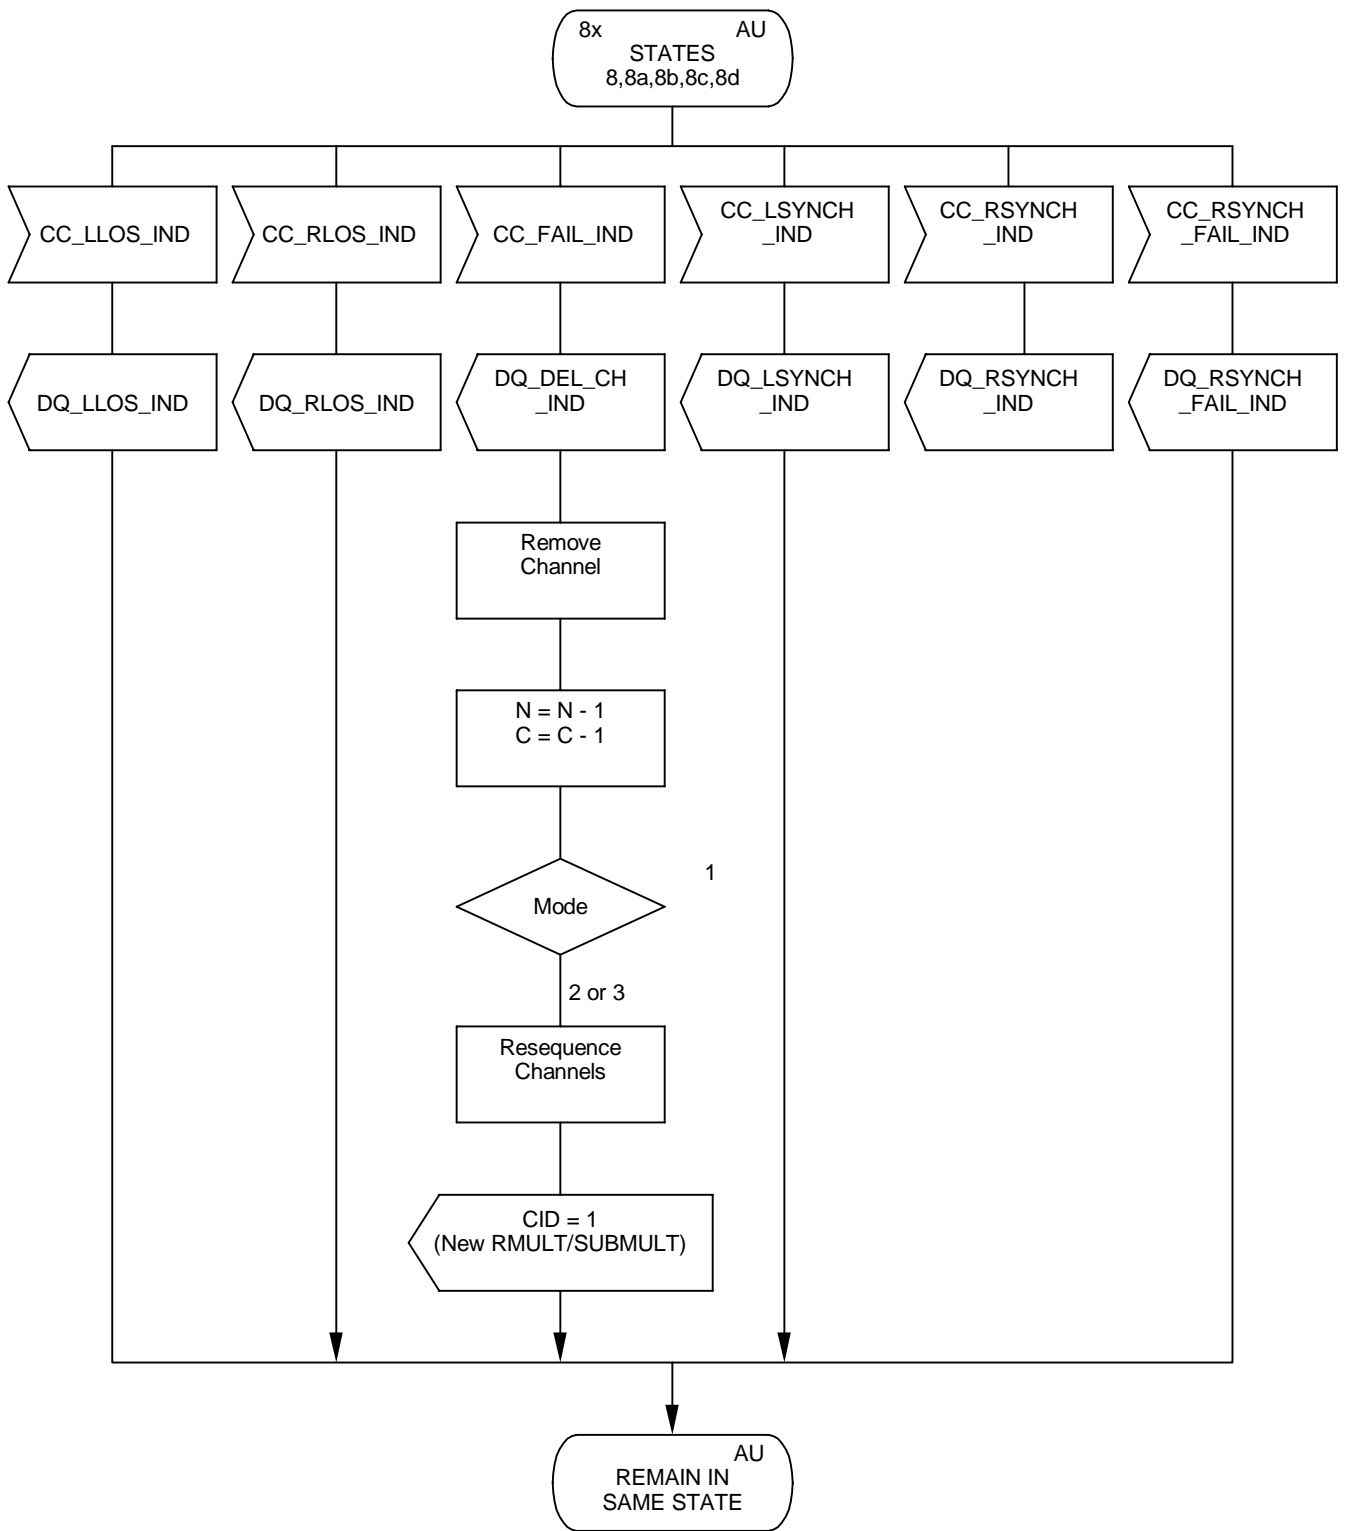 8x AU
STATES
8,8a,8b,8c,8d
CC_LLOS_IND
CC_RLOS_IND
CC_FAIL_IND
CC_LSYNCH
_IND
CC_RSYNCH
_IND
CC_RSYNCH
_FAIL_IND
DQ_LLOS_IND
DQ_RLOS_IND
DQ_DEL_CH
_IND
DQ_LSYNCH
_IND
DQ_RSYNCH
_IND
DQ_RSYNCH
_FAIL_IND
Remove
Channel
N = N - 1
C = C - 1
1
Mode
2 or 3
Resequence
Channels
CID = 1
(New RMULT/SUBMULT)
AU
REMAIN IN
SAME STATE